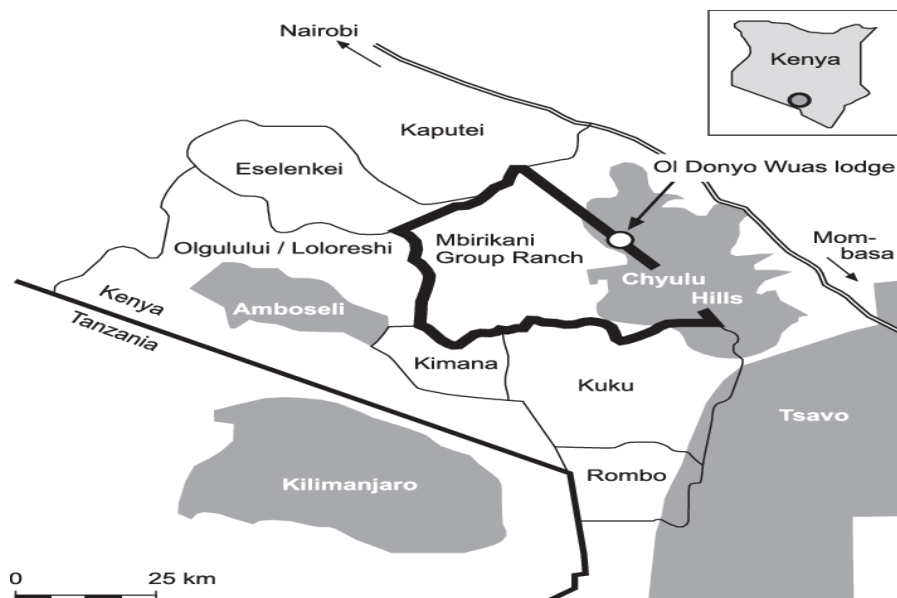 Nairobi
Kenya
Kaputei
Ol Donyo Wuas lodge
Eselenkei
Olgululului / Loloreshi
Mbirikani
Group Ranch
Mom-
basa
Chyulu
Hills
Kenya
Amboseli
Tanzania
Kimana
Kuku
Tsavo
Rombo
Kilimanjaro
0 25 km